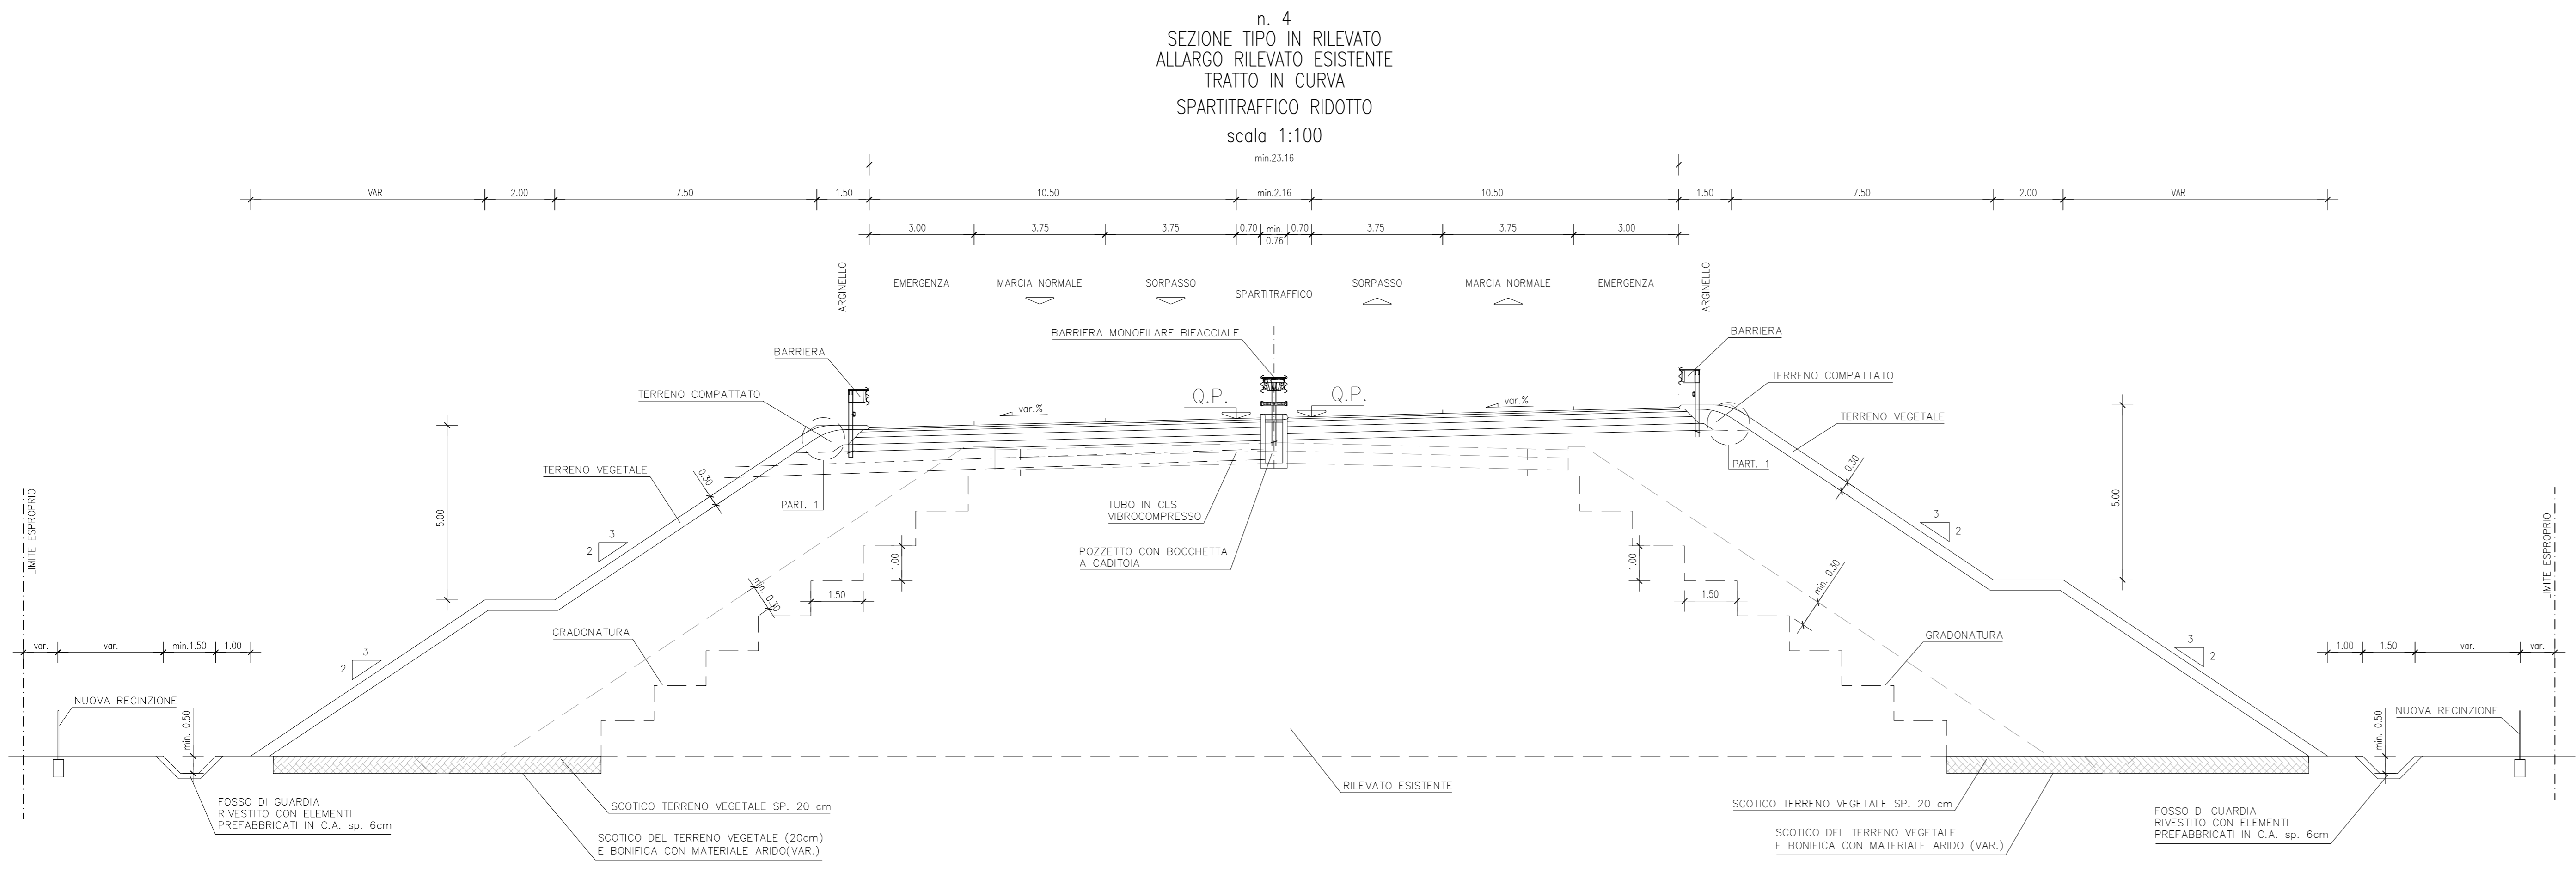 n. 4
SEZIONE TIPO IN RILEVATO
ALLARGO RILEVATO ESISTENTE
TRATTO IN CURVA
SPARTITRAFFICO RIDOTTO
scala 1:100
min.23.16
VAR
2.00
7.50
1.50
10.50
min.2.16
10.50
1.50
7.50
2.00
VAR
3.00
3.75
3.75
0.70
min.
0.76
0.70
3.75
3.75
3.00
ARGINELLO
EMERGENZA
MARCIA NORMALE
SORPASSO
SPARTITRAFFICO
SORPASSO
MARCIA NORMALE
EMERGENZA
ARGINELLO
BARRIERA MONOFILARE BIFACCIALE
BARRIERA
BARRIERA
TERRENO COMPATTATO
TERRENO COMPATTATO
Q.P.
Q.P.
var.%
var.%
TERRENO VEGETALE
TERRENO VEGETALE
0.30
0.30
PART. 1
PART. 1
5.00
5.00
LIMITE ESPROPRIO
LIMITE ESPROPRIO
TUBO IN CLS
VIBROCOMPRESSO
POZZETTO CON BOCCHETTA
A CADITOIA
3
2
3
2
1.00
1.00
1.50
1.50
min. 0.30
min. 0.30
GRADONATURA
GRADONATURA
3
2
3
2
var.
var.
min.1.50
1.00
1.00
1.50
var.
var.
NUOVA RECINZIONE
NUOVA RECINZIONE
min. 0.50
min. 0.50
RILEVATO ESISTENTE
FOSSO DI GUARDIA
RIVESTITO CON ELEMENTI
PREFABBRICATI IN C.A. sp. 6cm
SCOTICO TERRENO VEGETALE SP. 20 cm
SCOTICO DEL TERRENO VEGETALE (20cm)
E BONIFICA CON MATERIALE ARIDO(VAR.)
SCOTICO TERRENO VEGETALE SP. 20 cm
SCOTICO DEL TERRENO VEGETALE
E BONIFICA CON MATERIALE ARIDO (VAR.)
FOSSO DI GUARDIA
RIVESTITO CON ELEMENTI
PREFABBRICATI IN C.A. sp. 6cm